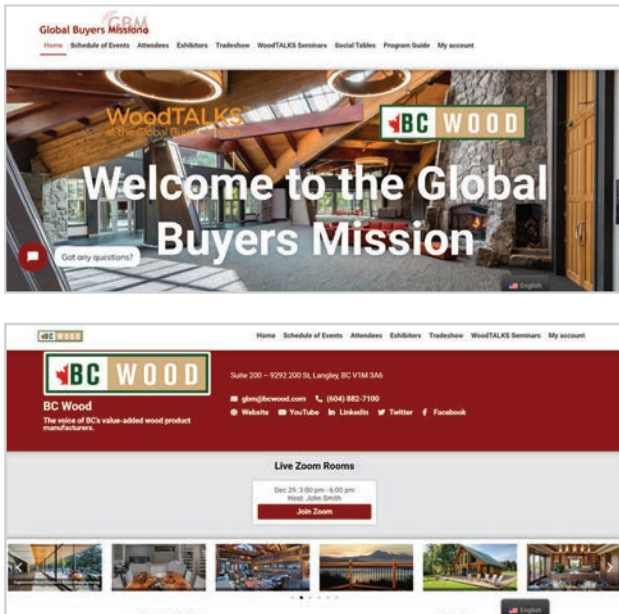 GBM
Global Buyers Mission
Home Schedule of Events Attendees Exhibitors Tradeshow WoodTALKS Seminars Social Tables Program Guide My account
WoodTALKS
at the Global
BC WOOD
Welcome to the Global
Buyers Mission
Got any questions?
English
BC WOOD
Home Schedule of Events Attendees Exhibitors Tradeshow WoodTALKS Seminars My account
BC WOOD
Suite 200 – 9292 200 St, Langley, BC V1M 3A6
gbm@bcwood.com (604) 882-7100
Website YouTube LinkedIn Twitter Facebook
BC Wood
The voice of BC's value-added wood product
manufacturers.
Live Zoom Rooms
Dec 29: 3:00 pm - 6:00 pm
Host: John Smith
Join Zoom
English